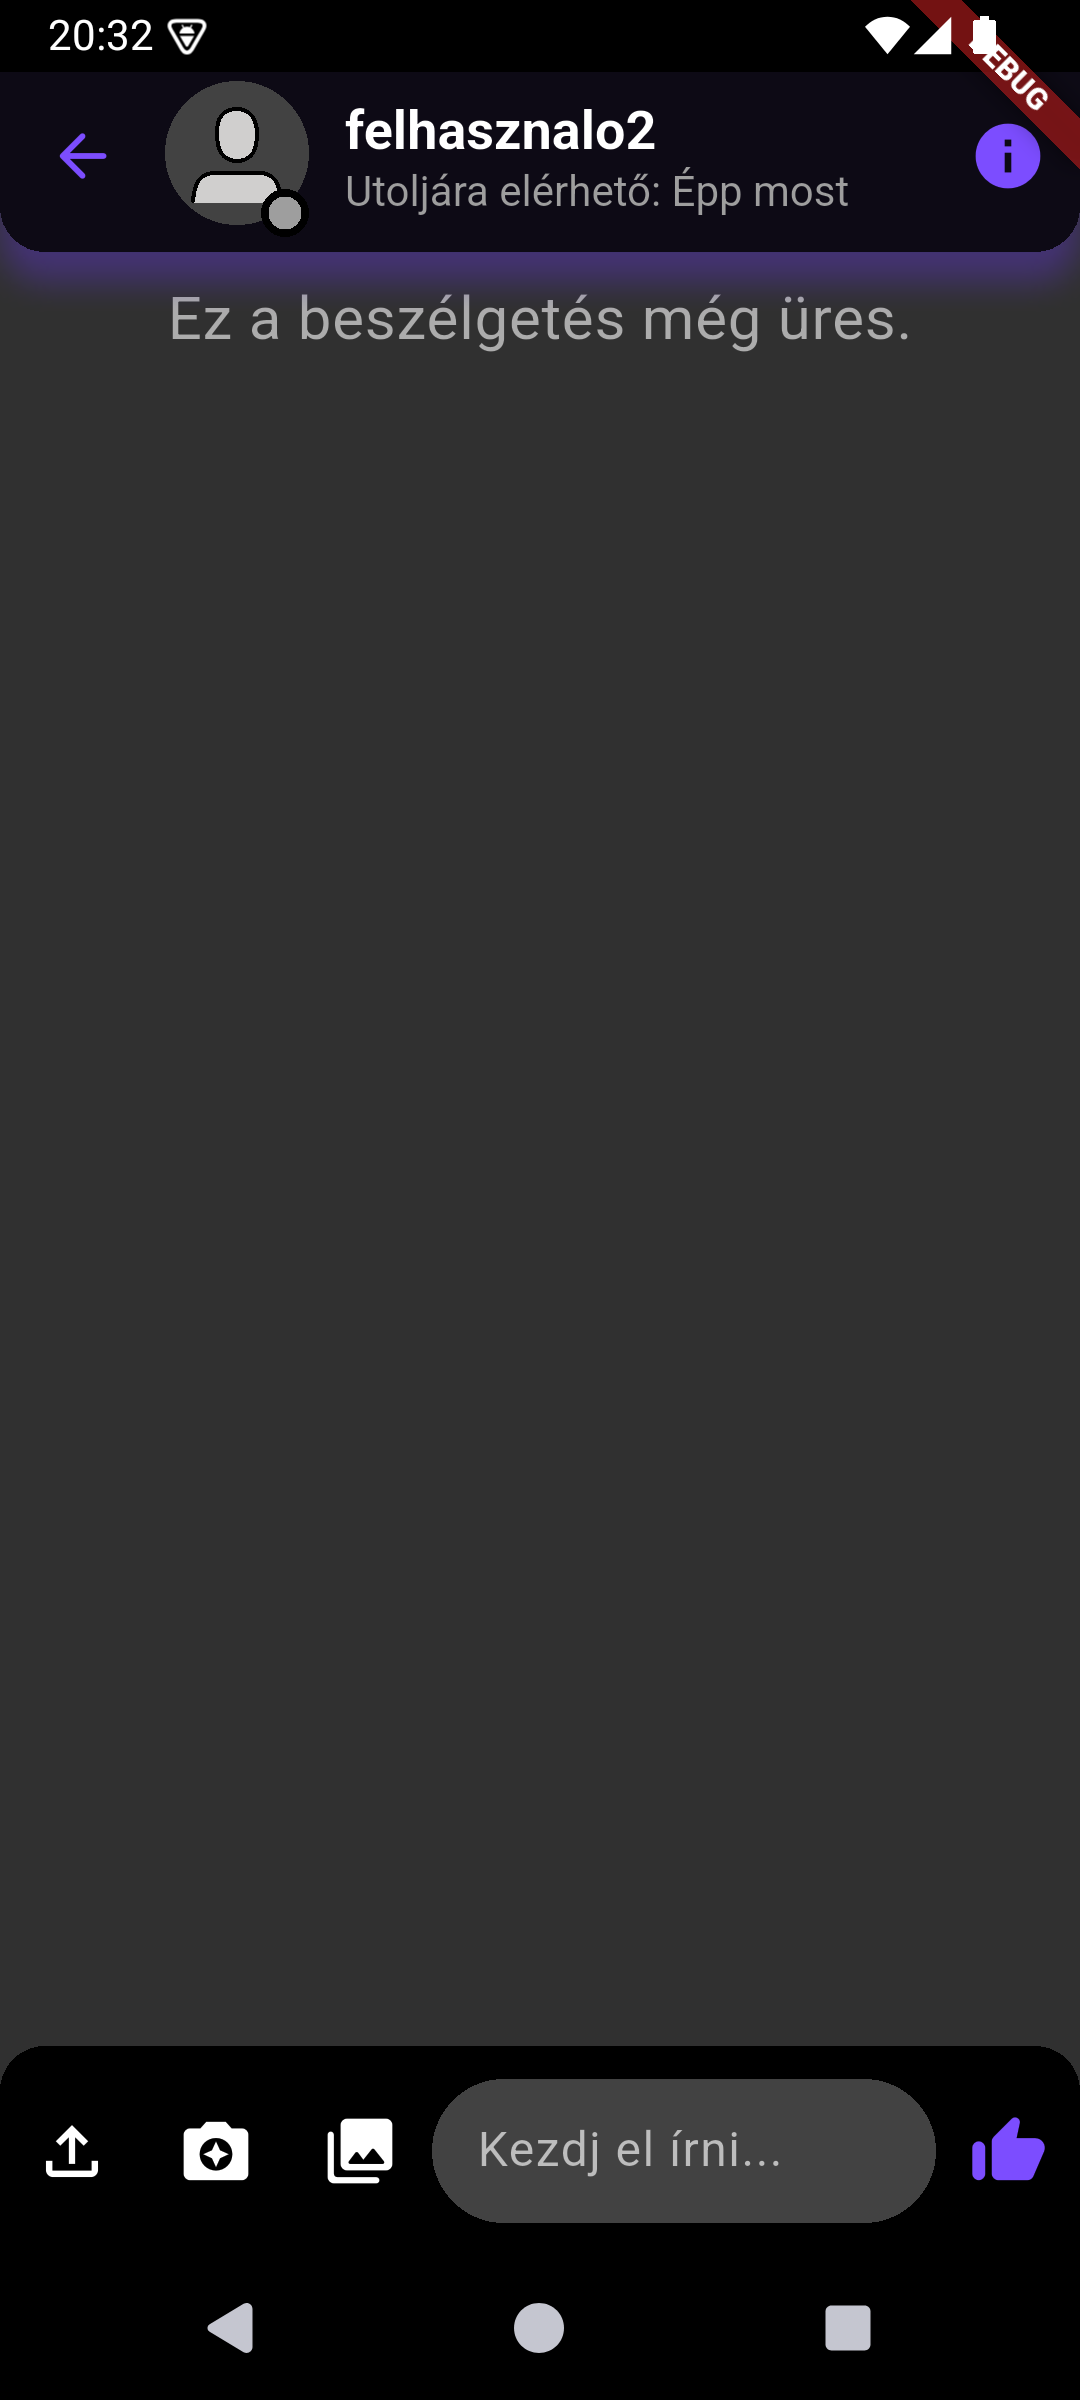 20:32
DEBUG
felhasznalo2
Utoljára elérhető: Épp most
Ez a beszélgetés még üres.
Kezdj el írni...